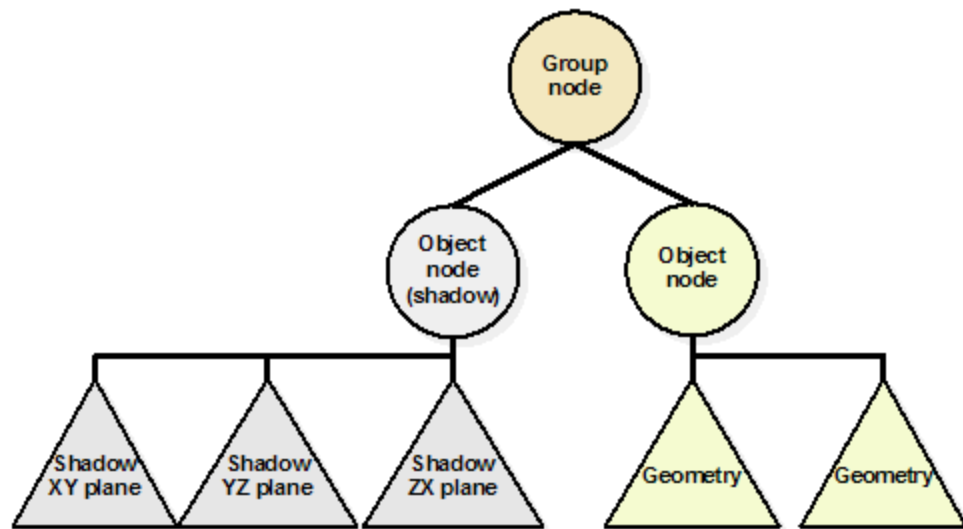 Group
node
Object
node
(shadow)
Object
node
Shadow
XY plane
Shadow
YZ plane
Shadow
ZX plane
Geometry
Geometry